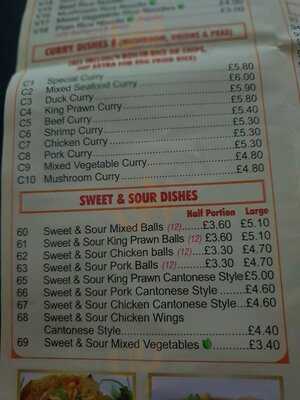 CURRY DISHES (MUSHROOM, ONIONS & PEAS)
C1 Special Curry £5.80
C2 Mixed Seafood Curry £6.00
C3 Duck Curry £5.90
C4 King Prawn Curry £5.80
C5 Beef Curry £5.40
C6 Shrimp Curry £5.30
C7 Chicken Curry £5.30
C8 Pork Curry £5.30
C9 Mixed Vegetable Curry £4.80
C10 Mushroom Curry £4.80
SWEET & SOUR DISHES
Half Portion Large
60 Sweet & Sour Mixed Balls (12)....£3.60 £5.10
61 Sweet & Sour King Prawn Balls (12)..£3.60 £5.10
62 Sweet & Sour Chicken balls (12)....£3.30 £4.70
63 Sweet & Sour Pork Balls (12)....£3.30 £4.70
65 Sweet & Sour King Prawn Cantonese Style £5.00
66 Sweet & Sour Pork Cantonese Style ....£4.60
67 Sweet & Sour Chicken Cantonese Style..£4.60
68 Sweet & Sour Chicken Wings
Cantonese Style....£4.40
69 Sweet & Sour Mixed Vegetables ....£3.40